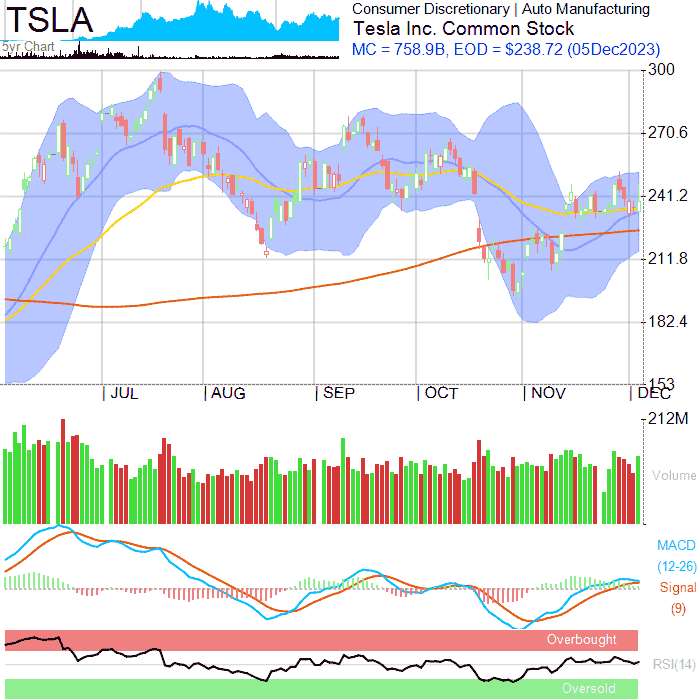 TSLA
5yr Chart
Consumer Discretionary | Auto Manufacturing
Tesla Inc. Common Stock
MC = 758.9B, EOD = $238.72 (05Dec2023)
300
270.6
241.2
211.8
182.4
153
JUL AUG SEP OCT NOV DEC
212M
Volume
MACD
(12-26)
Signal
(9)
Overbought
RSI(14)
Oversold